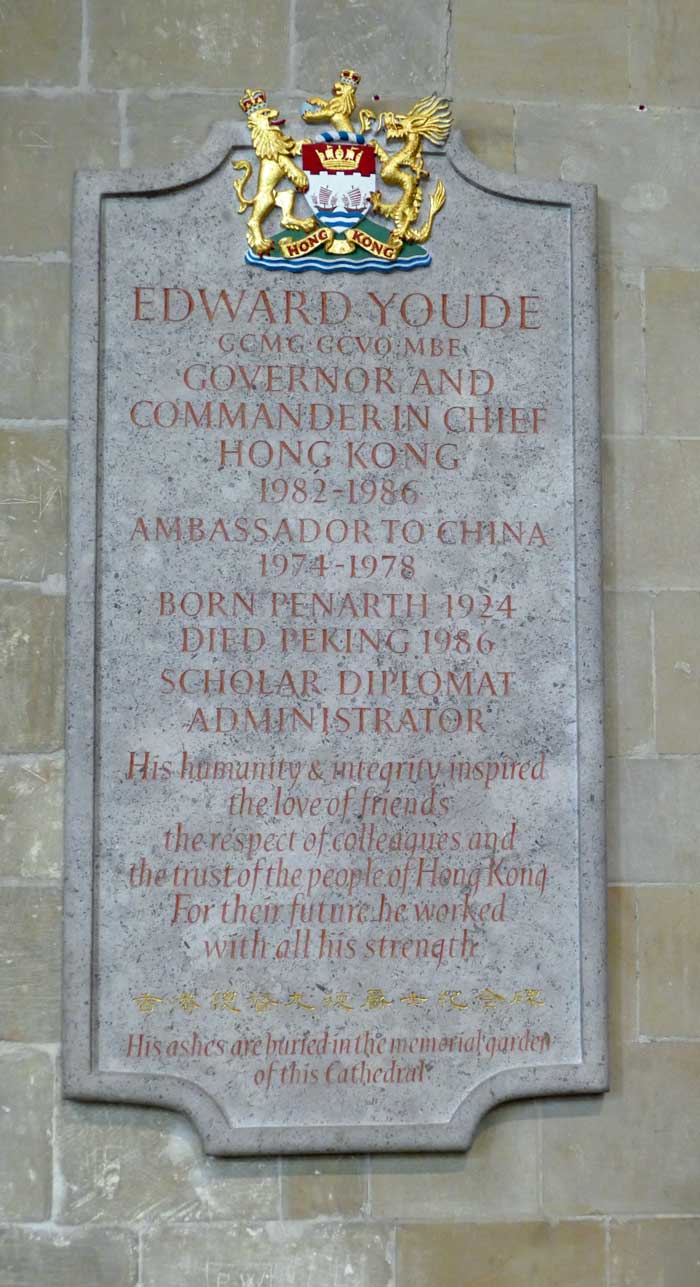 HONG KONG
EDWARD YOUDE
GCMG GCVO MBE
GOVERNOR AND
COMMANDER IN CHIEF
HONG KONG
1982-1986
AMBASSADOR TO CHINA
1974-1978
BORN PENARTH 1924
DIED PEKING 1986
SCHOLAR DIPLOMAT
ADMINISTRATOR
His humanity & integrity inspired
the love of friends
the respect of colleagues and
the trust of the people of Hong Kong
For their future he worked
with all his strength
香港總督尤德爵士紀念碑
His ashes are buried in the memorial garden
of this Cathedral